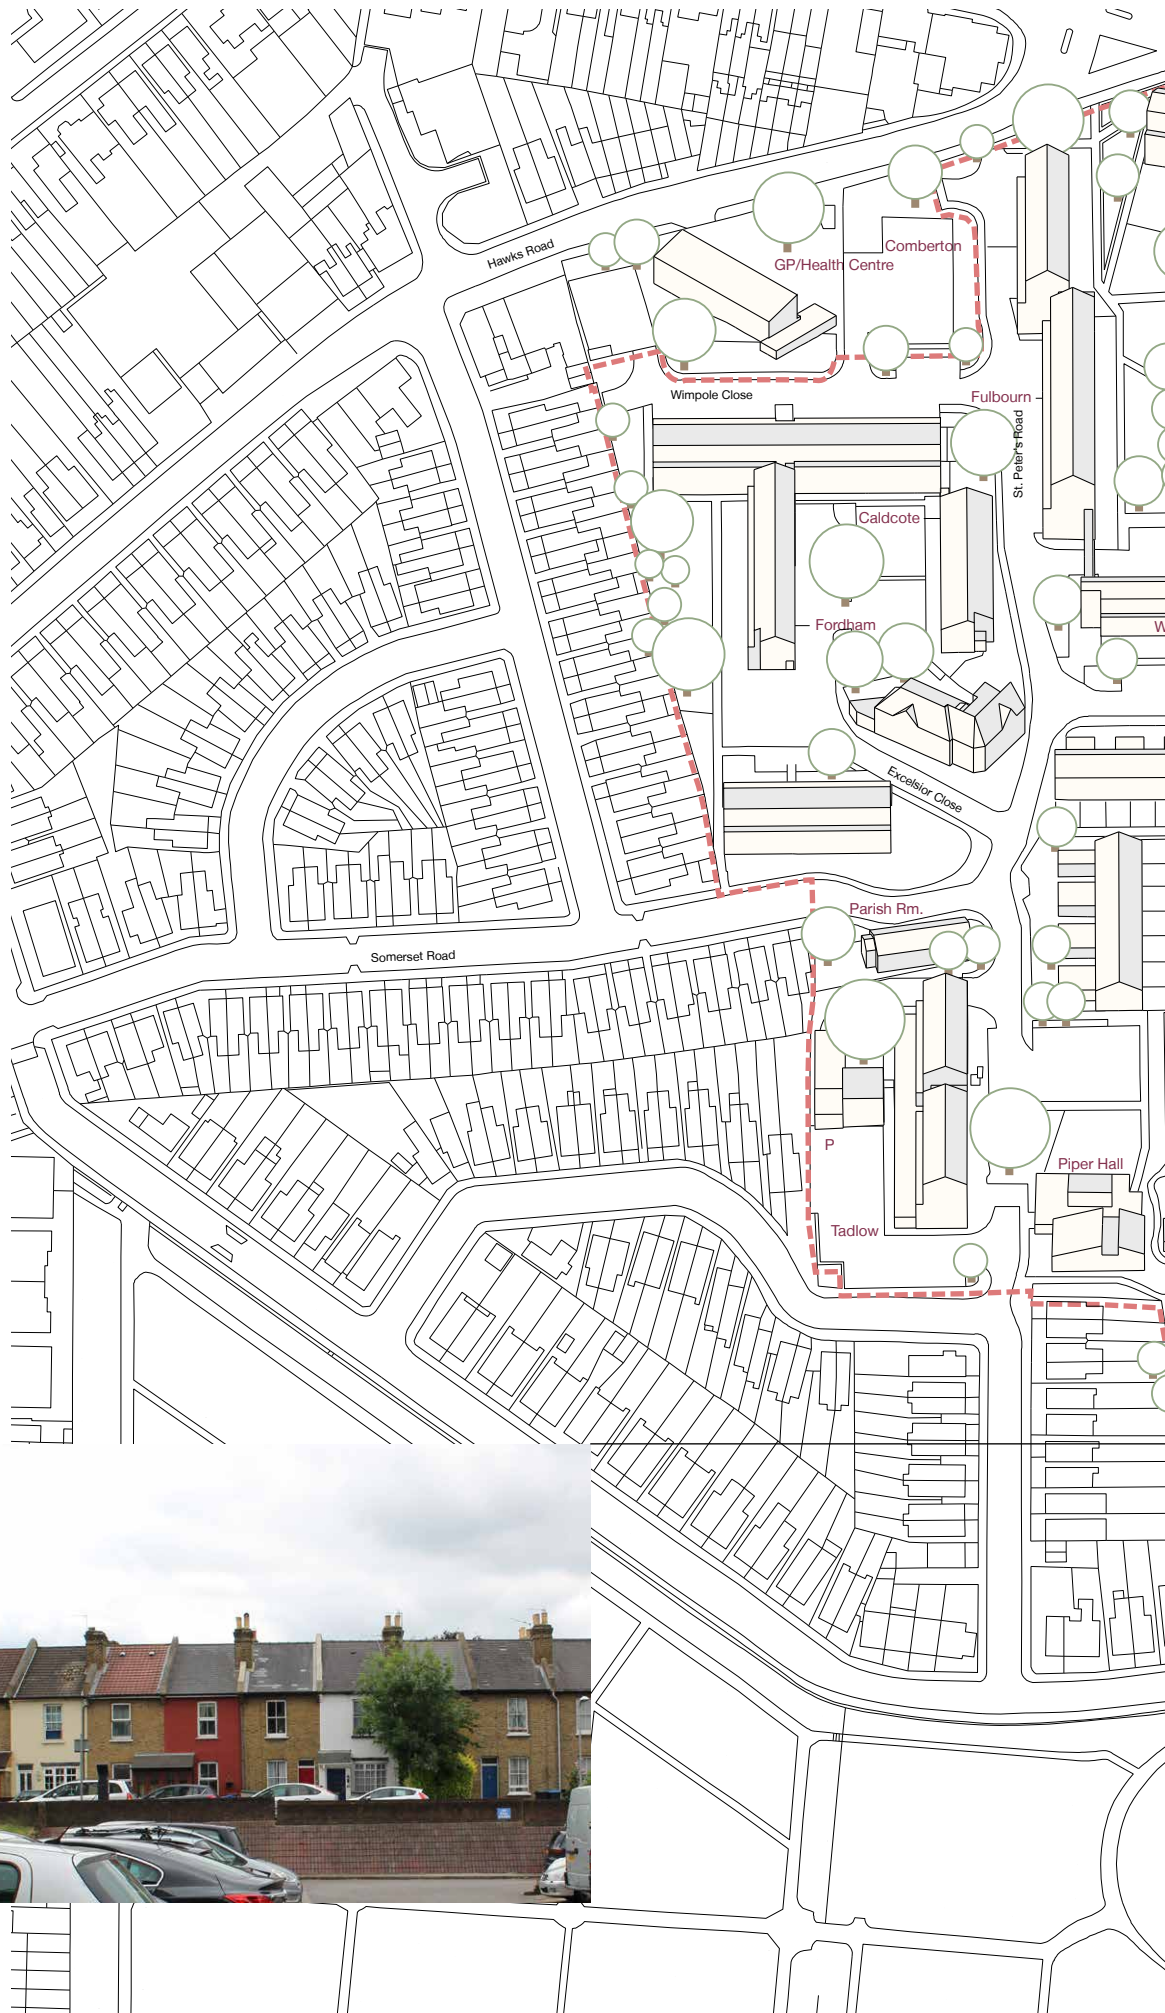 Hawks Road
Comberton
GP/Health Centre
Wimpole Close
Fulbourn
St. Peter's Road
Caldcote
Fordham
W
Excelsior Close
Parish Rm.
Somerset Road
P
Piper Hall
Tadlow